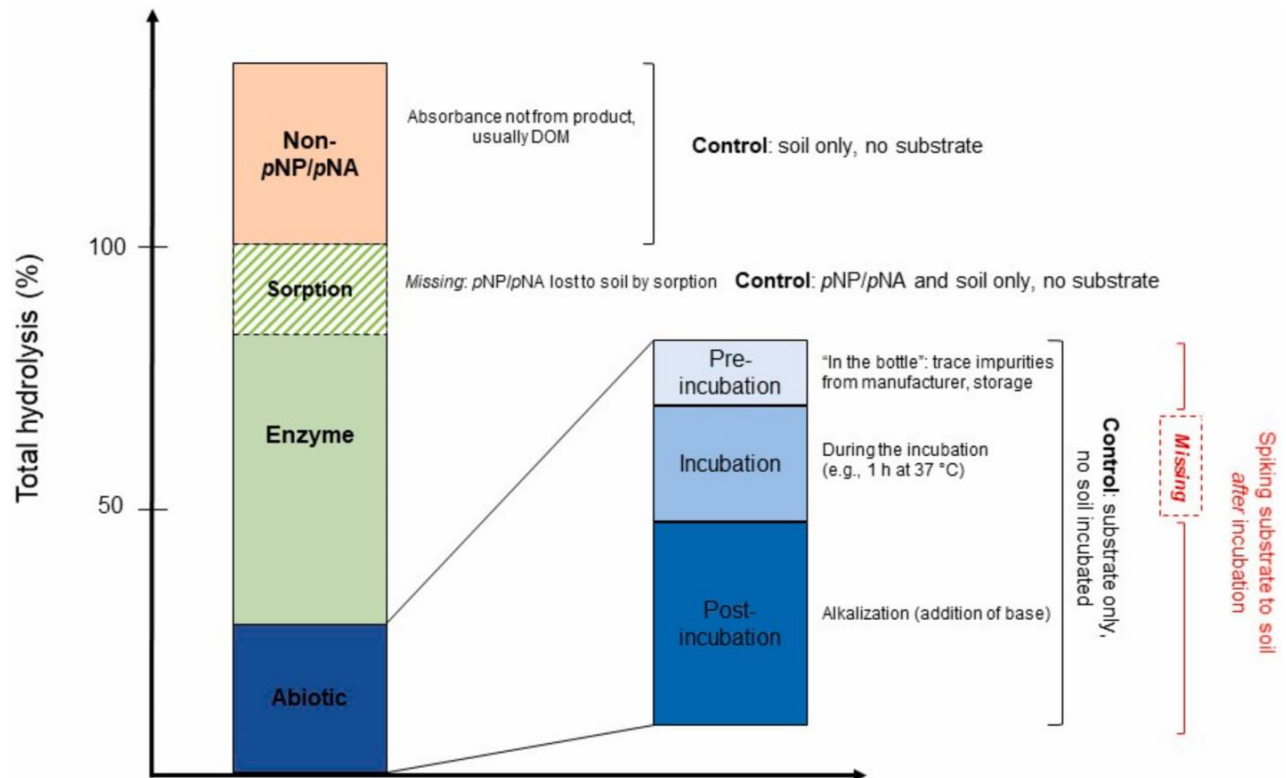 Total hydrolysis (%)
100
50
Non-
pNP/pNA
Sorption
Enzyme
Abiotic
Absorbance not from product,
usually DOM
Control: soil only, no substrate
Missing: pNP/pNA lost to soil by sorption
Control: pNP/pNA and soil only, no substrate
Pre-
incubation
Incubation
Post-
incubation
“In the bottle”: trace impurities
from manufacturer, storage
During the incubation
(e.g., 1 h at 37 °C)
Alkalization (addition of base)
Control: substrate only,
no soil incubated
Missing
Spiking substrate to soil
after incubation